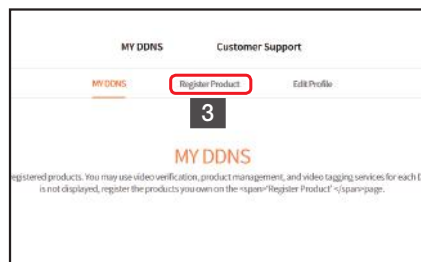 MY DDNS Customer Support
MY DDNS Register Product Edit Profile
3
MY DDNS
egistered products. You may use video verification, product management, and video tagging services for each
is not displayed, register the products you own on the <span>'Register Product' </span>page.